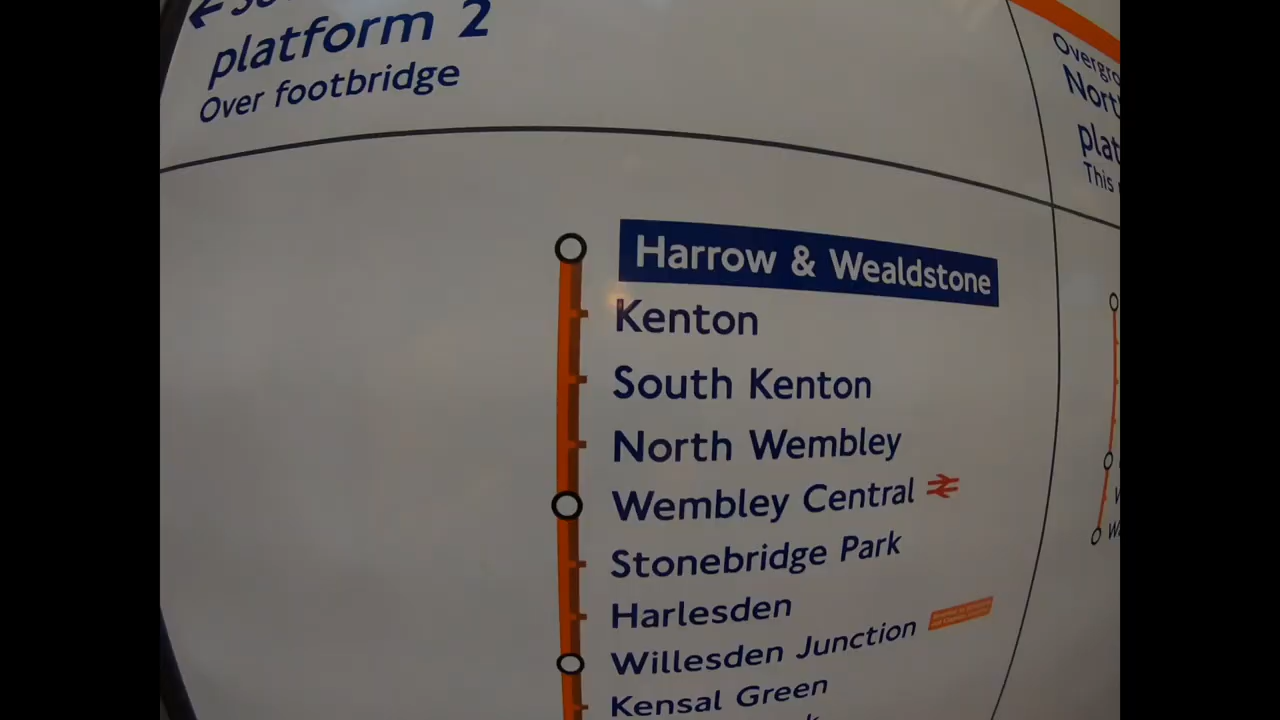 platform 2
Over footbridge
Harrow & Wealdstone
Kenton
South Kenton
North Wembley
Wembley Central
Stonebridge Park
Harlesden
Willesden Junction
Kensal Green
This